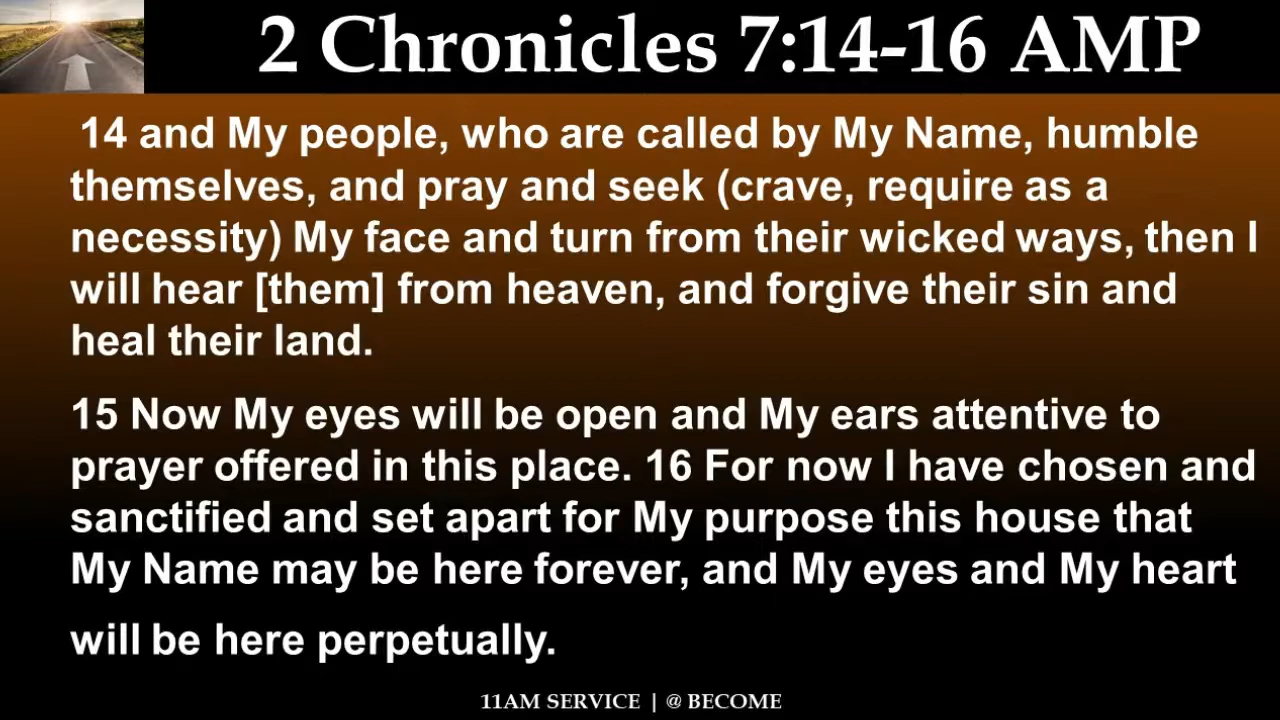 2 Chronicles 7:14-16 AMP
14 and My people, who are called by My Name, humble
themselves, and pray and seek (crave, require as a
necessity) My face and turn from their wicked ways, then I
will hear [them] from heaven, and forgive their sin and
heal their land.
15 Now My eyes will be open and My ears attentive to
prayer offered in this place. 16 For now I have chosen and
sanctified and set apart for My purpose this house that
My Name may be here forever, and My eyes and My heart
will be here perpetually.
11AM SERVICE | @ BECOME